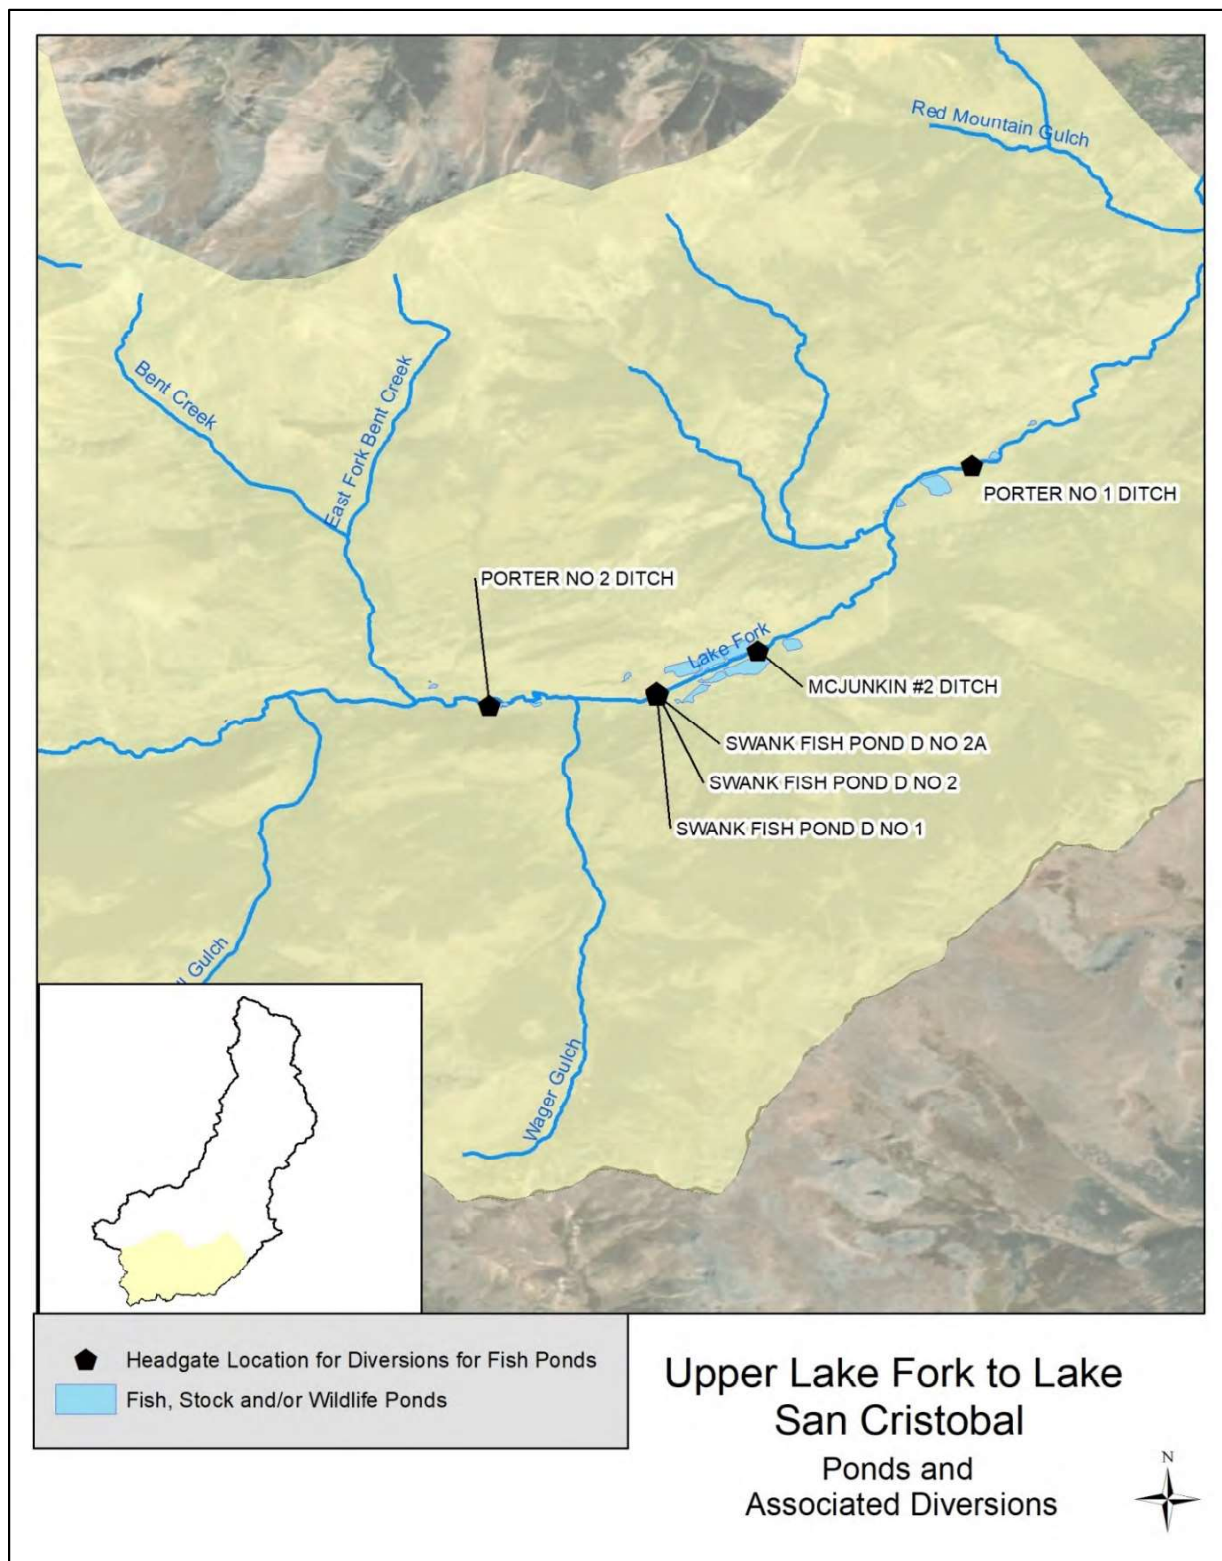 Red Mountain Gulch
Bent Creek
East Fork Bent Creek
PORTER NO 1 DITCH
PORTER NO 2 DITCH
Lake Fork
MCJUNKIN #2 DITCH
SWANK FISH POND D NO 2A
SWANK FISH POND D NO 2
SWANK FISH POND D NO 1
Gulch
Wager Gulch
Headgate Location for Diversions for Fish Ponds
Fish, Stock and/or Wildlife Ponds
Upper Lake Fork to Lake
San Cristobal
Ponds and
Associated Diversions
N